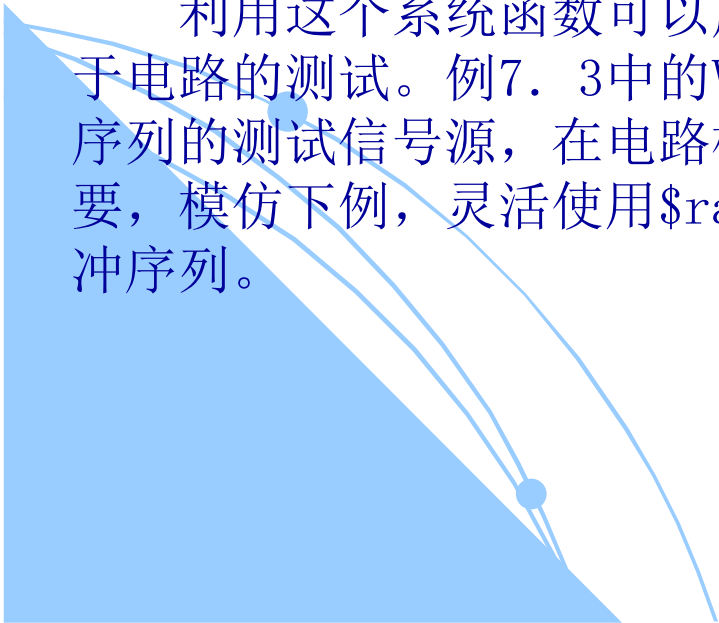 利用这个系统函数可以
于电路的测试。例7．3中的
序列的测试信号源，在电路
要，模仿下例，灵活使用$ra
冲序列。